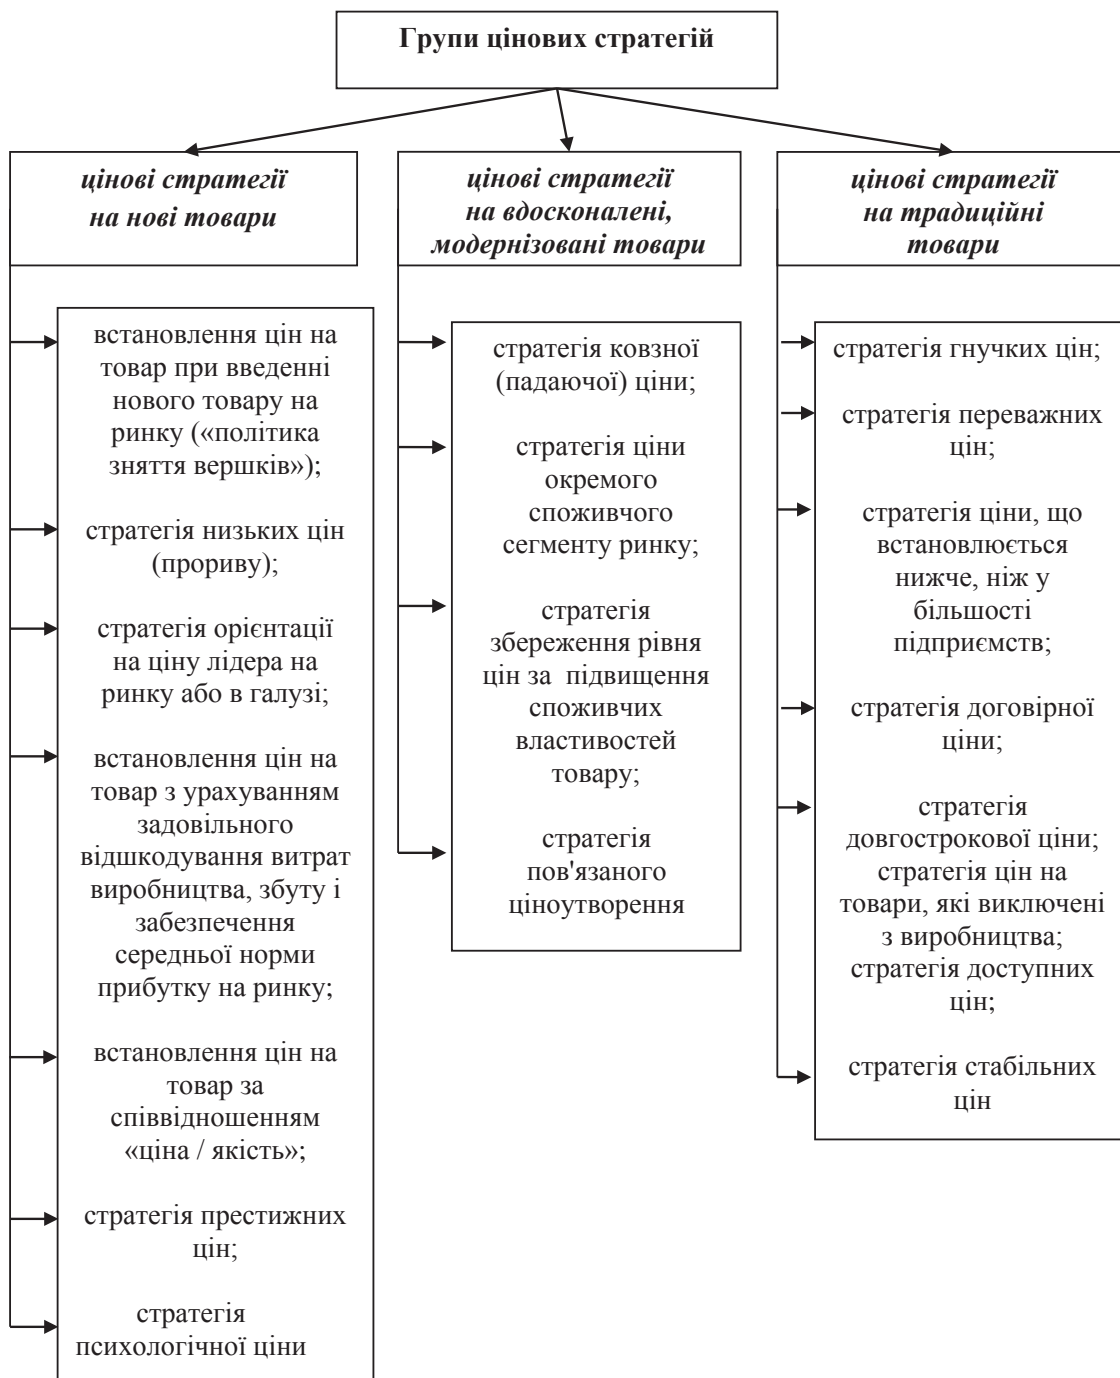 Групи цінових стратегій
цінові стратегії
на нові товари
встановлення цін на
товар при введенні
нового товару на
ринку («політика
зняття вершків»);
стратегія низьких цін
(прориву);
стратегія орієнтації
на ціну лідера на
ринку або в галузі;
встановлення цін на
товар з урахуванням
задовільного
відшкодування витрат
виробництва, збуту і
забезпечення
середньої норми
прибутку на ринку;
встановлення цін на
товар за
співвідношенням
«ціна / якість»;
стратегія престижних
цін;
стратегія
психологічної ціни
цінові стратегії
на вдосконалені,
модернізовані товари
стратегія ковзної
(падаючої) ціни;
стратегія ціни
окремого
споживчого
сегменту ринку;
стратегія
збереження рівня
цін за підвищення
споживчих
властивостей
товару;
стратегія
пов'язаного
ціноутворення
цінові стратегії
на традиційні
товари
стратегія гнучких цін;
стратегія переважних
цін;
стратегія ціни, що
встановлюється
нижче, ніж у
більшості
підприємств;
стратегія договірної
ціни;
стратегія
довгострокової ціни;
стратегія цін на
товари, які виключені
з виробництва;
стратегія доступних
цін;
стратегія стабільних
цін